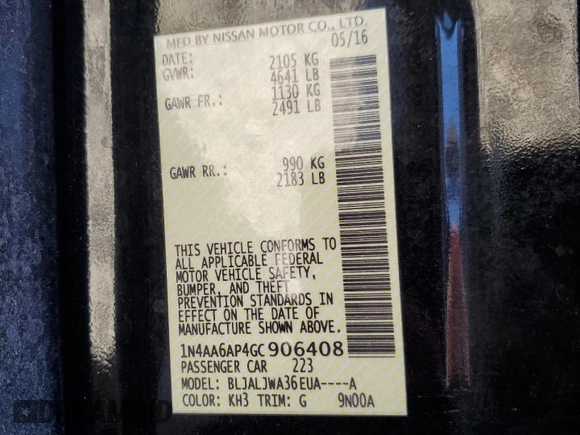 MFD BY NISSAN MOTOR CO., LTD.
DATE: 05/16
GVWR: 2105 KG
4641 LB
GAWR FR.: 1130 KG
2491 LB
GAWR RR.: 990 KG
2183 LB
THIS VEHICLE CONFORMS TO
ALL APPLICABLE FEDERAL
MOTOR VEHICLE SAFETY,
BUMPER, AND THEFT
PREVENTION STANDARDS IN
EFFECT ON THE DATE OF
MANUFACTURE SHOWN ABOVE.
1N4AA6AP4GC906408
PASSENGER CAR 223
MODEL: BLJALJWA36EUA----A
COLOR: KH3 TRIM: G 9N00A